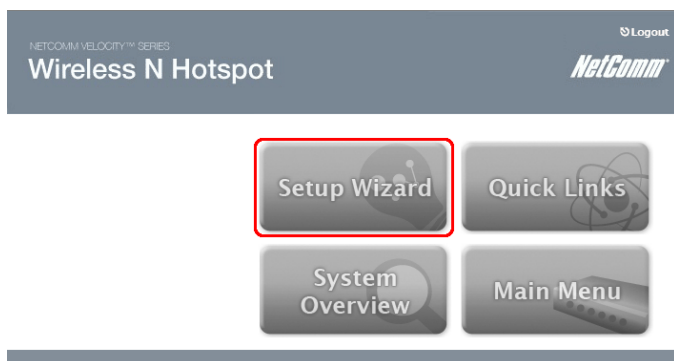 Logout
NETCOMM VELOCITY™ SERIES
Wireless N Hotspot
NetComm
Setup Wizard
Quick Links
System
Overview
Main Menu